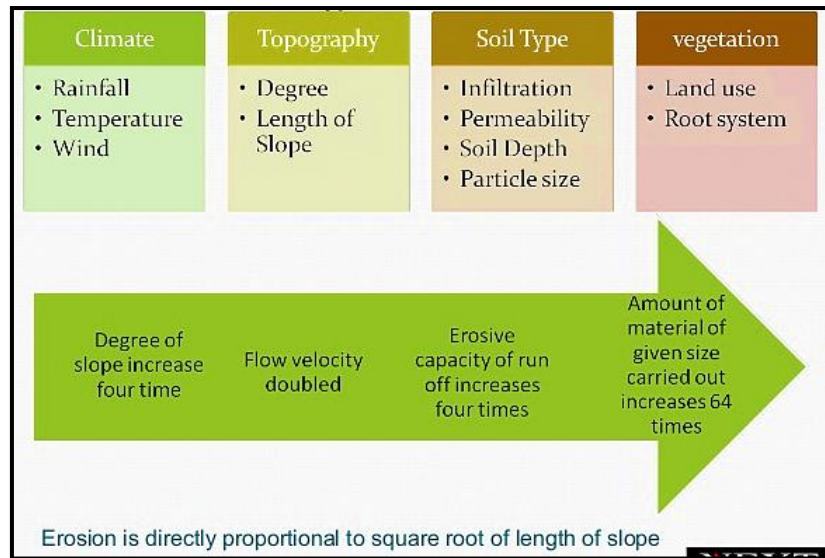 Climate
• Rainfall
• Temperature
• Wind
Topography
• Degree
• Length of
Slope
Soil Type
• Infiltration
• Permeability
• Soil Depth
• Particle size
vegetation
• Land use
• Root system
Degree of
slope increase
four time
Flow velocity
doubled
Erosive
capacity of run
off increases
four times
Amount of
material of
given size
carried out
increases 64
times
Erosion is directly proportional to square root of length of slope